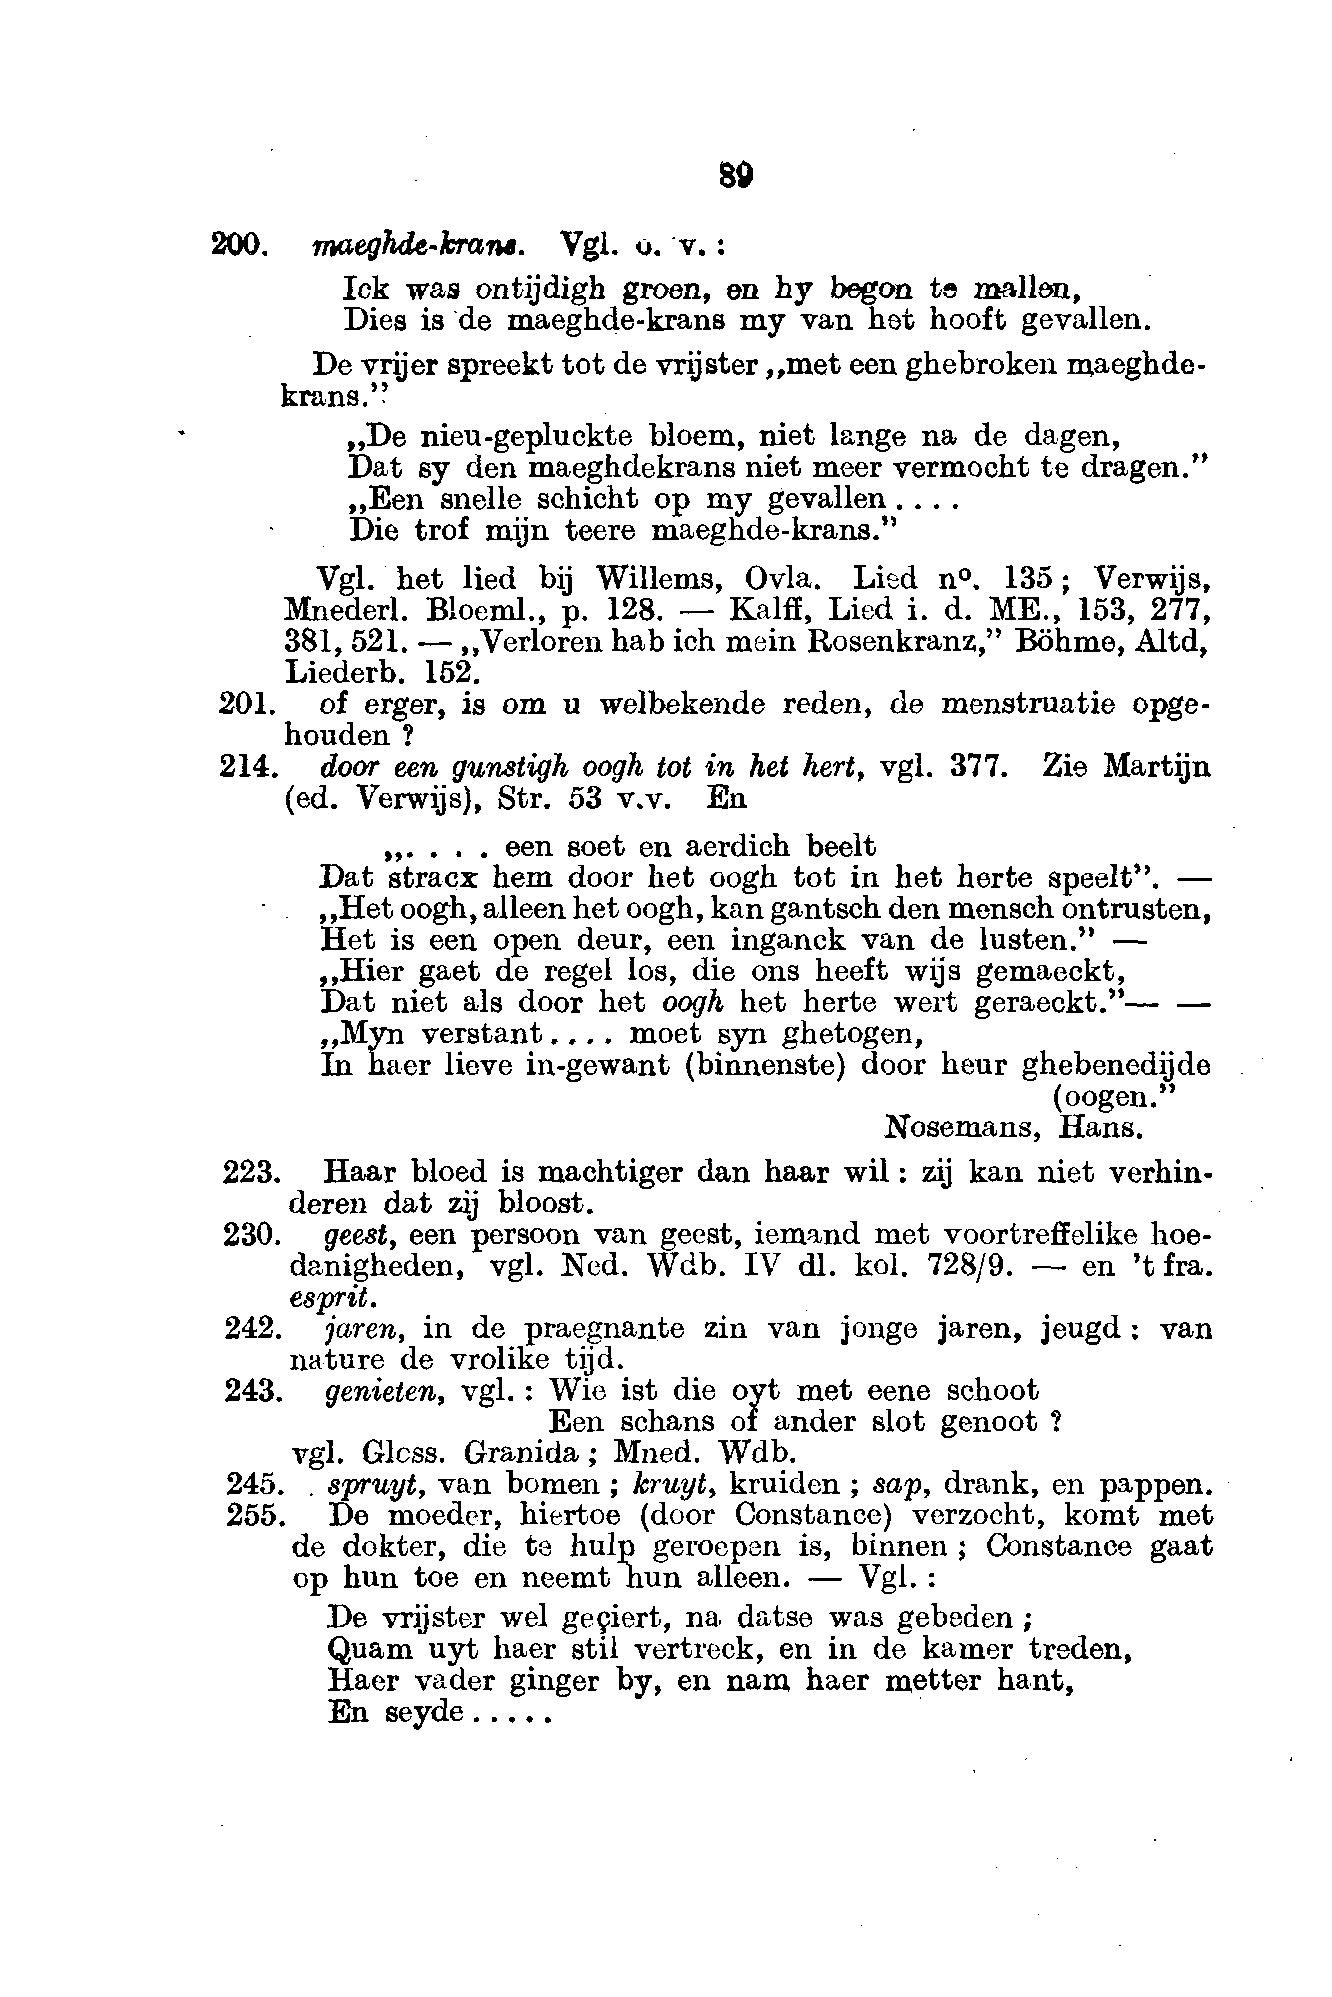 89
200. maeghde-krans. Vgl. o. v. :
Ick was ontijdigh groen, en hy begon te mallen,
Dies is de maeghde-krans my van het hooft gevallen.
De vrijer spreekt tot de vrijster „met een ghebroken maeghde-
krans."
„De nieu-gepluckte bloem, niet lange na de dagen,
Dat sy den maeghdekrans niet meer vermocht te dragen."
„Een snelle schicht op my gevallen . . . .
Die trof mijn teere maeghde-krans."
Vgl. het lied bij Willems, Ovla. Lied n⁰. 135 ; Verwijs,
Mnederl. Bloeml., p. 128. — Kalff, Lied i. d. ME., 153, 277,
381, 521. — „Verloren hab ich mein Rosenkranz," Böhme, Altd,
Liederb. 152.
201. of erger, is om u welbekende reden, de menstruatie opge-
houden ?
214. door een gunstigh oogh tot in het hert, vgl. 377. Zie Martijn
(ed. Verwijs), Str. 53 v.v. En
„. . . . een soet en aerdich beelt
Dat stracx hem door het oogh tot in het herte speelt". —
„Het oogh, alleen het oogh, kan gantsch den mensch ontrusten,
Het is een open deur, een inganck van de lusten." —
„Hier gaet de regel los, die ons heeft wijs gemaeckt,
Dat niet als door het oogh het herte wert geraeckt."— —
„Myn verstant . . . . moet syn ghetogen,
In haer lieve in-gewant (binnenste) door heur ghebenedijde
(oogen."
Nosemans, Hans.
223. Haar bloed is machtiger dan haar wil : zij kan niet verhin-
deren dat zij bloost.
230. geest, een persoon van geest, iemand met voortreffelike hoe-
danigheden, vgl. Ned. Wdb. IV dl. kol. 728/9. — en 't fra.
esprit.
242. jaren, in de praegnante zin van jonge jaren, jeugd : van
nature de vrolike tijd.
243. genieten, vgl. : Wie ist die oyt met eene schoot
Een schans of ander slot genoot ?
vgl. Gloss. Granida ; Mned. Wdb.
245. spruyt, van bomen ; kruyt, kruiden ; sap, drank, en pappen.
255. De moeder, hiertoe (door Constance) verzocht, komt met
de dokter, die te hulp geroepen is, binnen ; Constance gaat
op hun toe en neemt hun alleen. — Vgl. :
De vrijster wel geçiert, na datse was gebeden ;
Quam uyt haer stil vertreck, en in de kamer treden,
Haer vader ginger by, en nam haer metter hant,
En seyde . . . . .